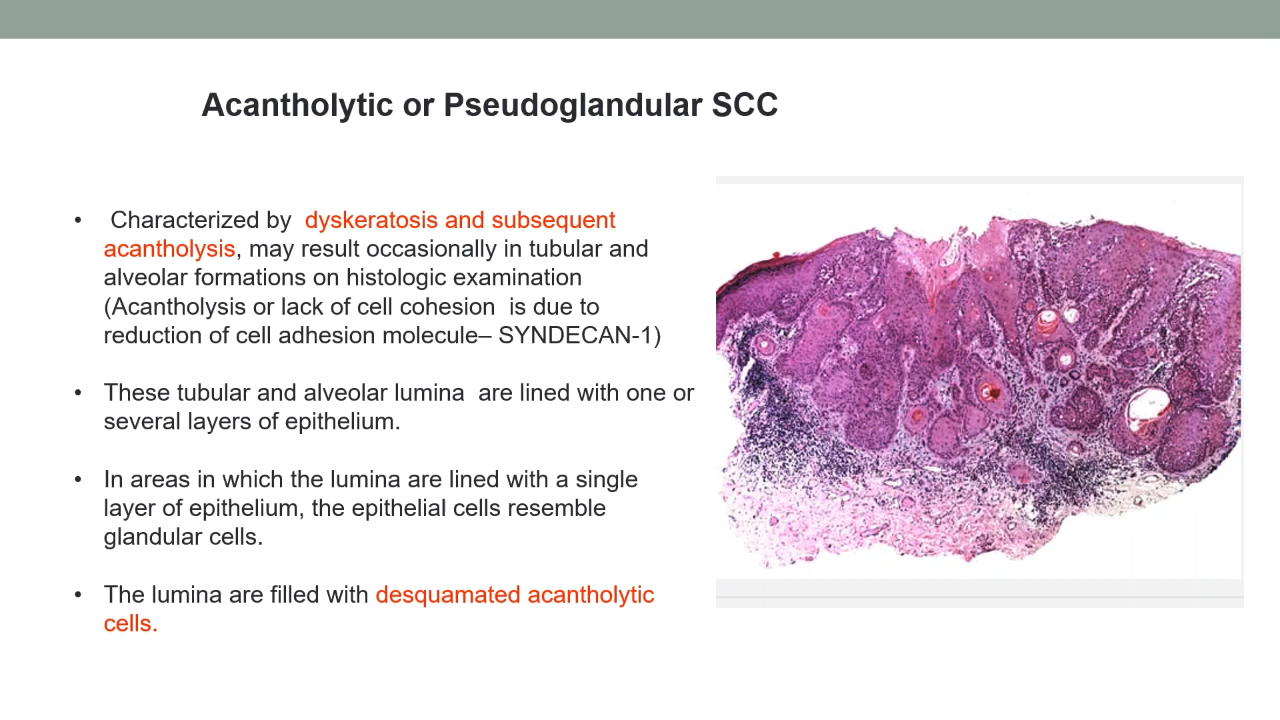 Acantholytic or Pseudoglandular SCC
• Characterized by dyskeratosis and subsequent
acantholysis, may result occasionally in tubular and
alveolar formations on histologic examination
(Acantholysis or lack of cell cohesion is due to
reduction of cell adhesion molecule– SYNDECAN-1)
• These tubular and alveolar lumina are lined with one or
several layers of epithelium.
• In areas in which the lumina are lined with a single
layer of epithelium, the epithelial cells resemble
glandular cells.
• The lumina are filled with desquamated acantholytic
cells.